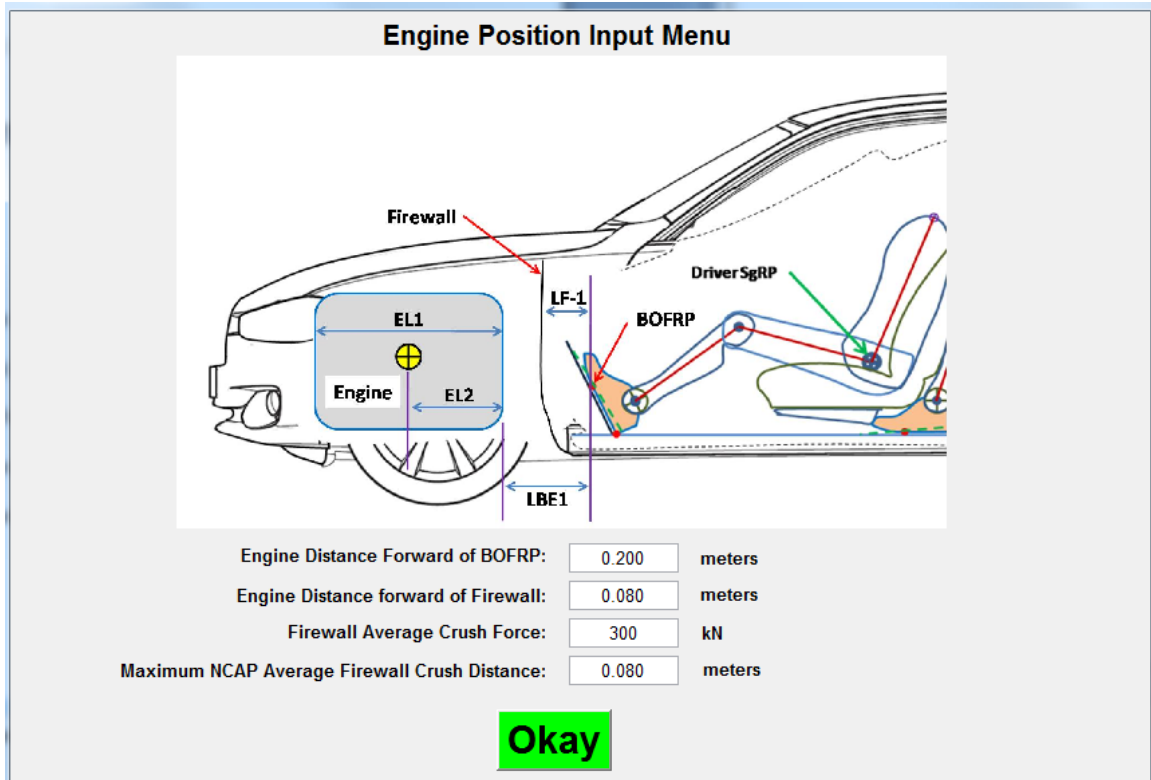 Engine Position Input Menu
Firewall
DriverSgRP
LF-1
BOFRP
EL1
Engine
EL2
LBE1
Engine Distance Forward of BOFRP: 0.200 meters
Engine Distance forward of Firewall: 0.080 meters
Firewall Average Crush Force: 300 kN
Maximum NCAP Average Firewall Crush Distance: 0.080 meters
Okay